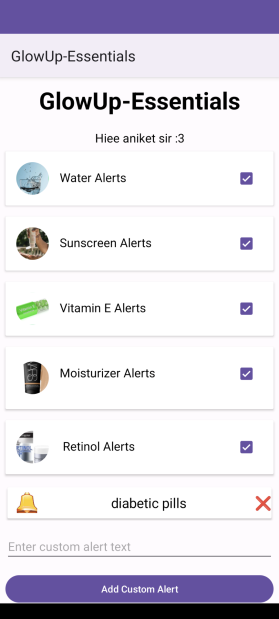 GlowUp-Essentials
GlowUp-Essentials
Hiee aniket sir :3
Water Alerts
Sunscreen Alerts
Vitamin E Alerts
Moisturizer Alerts
Retinol Alerts
diabetic pills
Enter custom alert text
Add Custom Alert